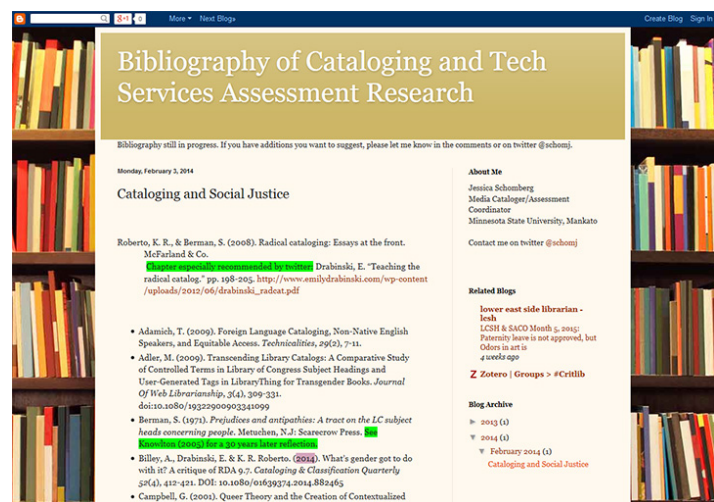 8+1 0 More Next Blog» Create Blog Sign In
Bibliography of Cataloging and Tech
Services Assessment Research
Bibliography still in progress. If you have additions you want to suggest, please let me know in the comments or on twitter @schomj.
Monday, February 3, 2014
Cataloging and Social Justice
Roberto, K. R., & Berman, S. (2008). Radical cataloging: Essays at the front.
McFarland & Co.
Chapter especially recommended by twitter: Drabinski, E. "Teaching the
radical catalog." pp. 198-205. http://www.emilydrabinski.com/wp-content
/uploads/2012/06/drabinski_radcat.pdf
• Adamich, T. (2009). Foreign Language Cataloging, Non-Native English
Speakers, and Equitable Access. Technicalities, 29(2), 7-11.
• Adler, M. (2009). Transcending Library Catalogs: A Comparative Study
of Controlled Terms in Library of Congress Subject Headings and
User-Generated Tags in LibraryThing for Transgender Books. Journal
Of Web Librarianship, 3(4), 309-331.
doi:10.1080/19322900903341099
• Berman, S. (1971). Prejudices and antipathies: A tract on the LC subject
heads concerning people. Metuchen, N.J: Scarecrow Press. See
Knowlton (2005) for a 30 years later reflection.
• Billey, A., Drabinski, E. & K. R. Roberto. (2014). What's gender got to do
with it? A critique of RDA 9.7. Cataloging & Classification Quarterly
52(4), 412-421. DOI: 10.1080/01639374.2014.882465
• Campbell, G. (2001). Queer Theory and the Creation of Contextualized
About Me
Jessica Schomberg
Media Cataloger/Assessment
Coordinator
Minnesota State University, Mankato
Contact me on twitter @schomj
Related Blogs
lower east side librarian -
lcsh
LCSH & SACO Month 5, 2015:
Paternity leave is not approved, but
Odors in art is
4 weeks ago
Z Zotero | Groups > #Critlib
Blog Archive
► 2013 (1)
▼ 2014 (1)
▼ February 2014 (1)
Cataloging and Social Justice